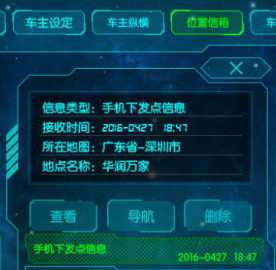 车主设定 车主纵横 位置信箱 车
信息类型：手机下发点信息
接收时间：2016-0427 18:47
所在地图：广东省-深圳市
地点名称：华润万家
查看 导航 删除
手机下发点信息
2016-0427 18:47